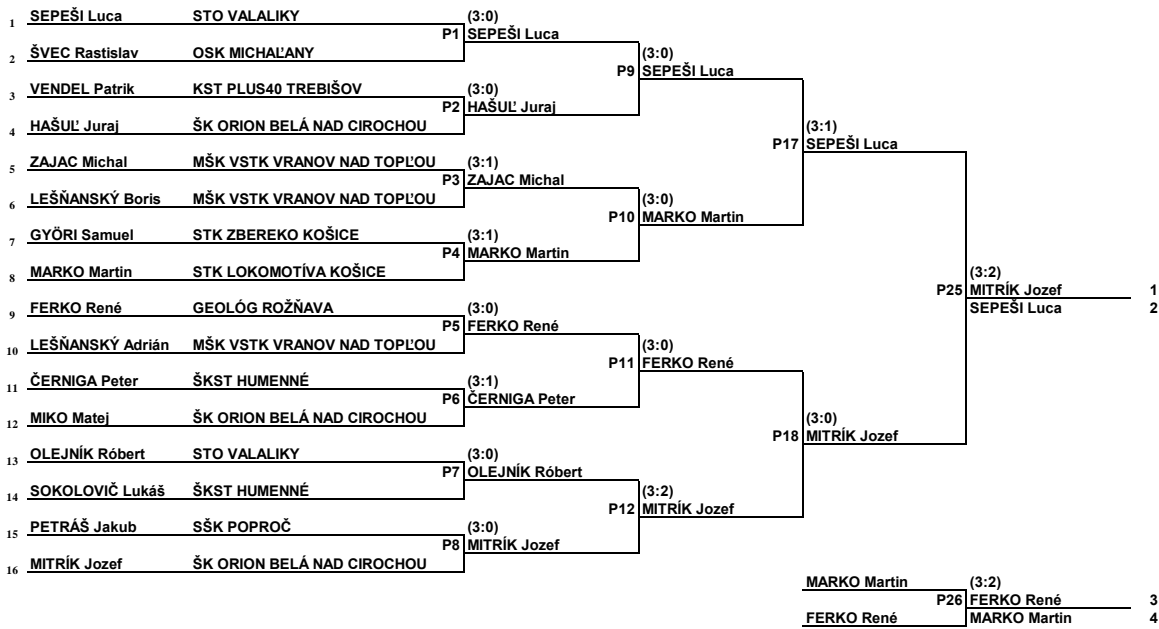 1 SEPEŠI Luca STO VALALIKY (3:0)
P1 SEPEŠI Luca
2 ŠVEC Rastislav OSK MICHAĽANY (3:0)
P9 SEPEŠI Luca
3 VENDEL Patrik KST PLUS40 TREBIŠOV (3:0)
P2 HAŠUĽ Juraj
4 HAŠUĽ Juraj ŠK ORION BELÁ NAD CIROCHOU (3:1)
P17 SEPEŠI Luca
5 ZAJAC Michal MŠK VSTK VRANOV NAD TOPĽOU (3:1)
P3 ZAJAC Michal
6 LEŠŇANSKÝ Boris MŠK VSTK VRANOV NAD TOPĽOU (3:0)
P10 MARKO Martin
7 GYÖRI Samuel STK ZBEREKO KOŠICE (3:1)
P4 MARKO Martin
8 MARKO Martin STK LOKOMOTÍVA KOŠICE (3:2)
P25 MITRÍK Jozef 1
9 FERKO René GEOLÓG ROŽŇAVA (3:0) SEPEŠI Luca 2
P5 FERKO René
10 LEŠŇANSKÝ Adrián MŠK VSTK VRANOV NAD TOPĽOU (3:0)
P11 FERKO René
11 ČERNIGA Peter ŠKST HUMENNÉ (3:1)
P6 ČERNIGA Peter
12 MIKO Matej ŠK ORION BELÁ NAD CIROCHOU (3:0)
P18 MITRÍK Jozef
13 OLEJNÍK Róbert STO VALALIKY (3:0)
P7 OLEJNÍK Róbert
14 SOKOLOVIČ Lukáš ŠKST HUMENNÉ (3:2)
P12 MITRÍK Jozef
15 PETRÁŠ Jakub SŠK POPROČ (3:0)
P8 MITRÍK Jozef
16 MITRÍK Jozef ŠK ORION BELÁ NAD CIROCHOU
MARKO Martin (3:2)
P26 FERKO René 3
FERKO René MARKO Martin 4